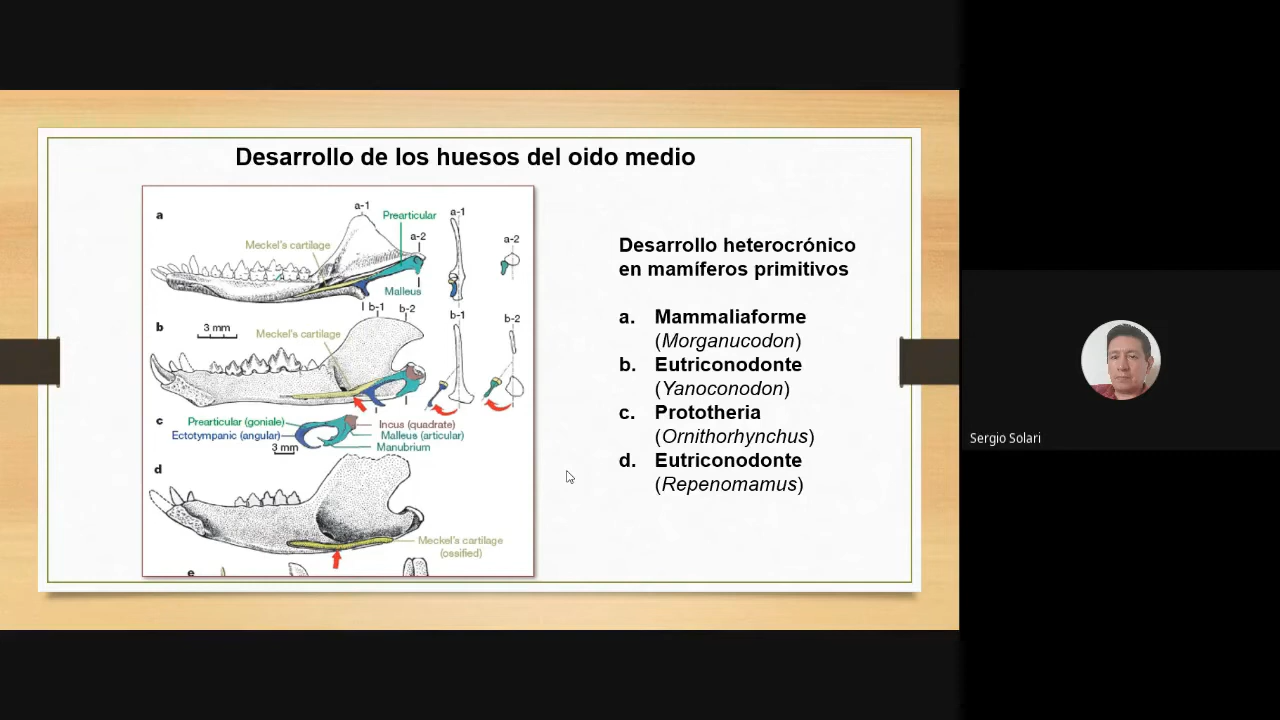 Desarrollo de los huesos del oido medio
a
a-1
Prearticular
a-1
a-2
a-2
Meckel's cartilage
Malleus
b-1
b-2
b-1
b-2
b
3 mm
Meckel's cartilage
c
Prearticular (goniale)
Incus (quadrate)
Ectotympanic (angular)
Malleus (articular)
3 mm
Manubrium
d
Meckel's cartilage
(ossified)
e
Desarrollo heterocrónico
en mamíferos primitivos
a. Mammaliaforme
(Morganucodon)
b. Eutriconodonte
(Yanoconodon)
c. Prototheria
(Ornithorhynchus)
d. Eutriconodonte
(Repenomamus)
Sergio Solari